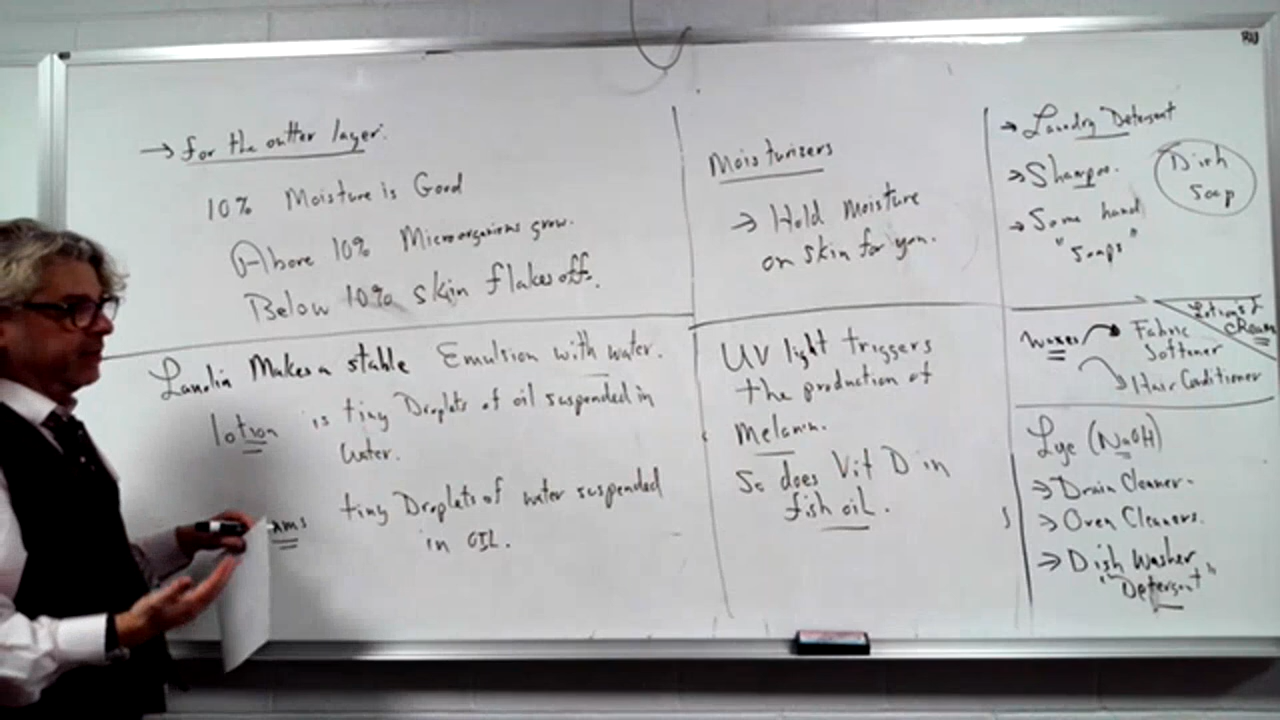 → for the outter layer.
10% Moisture is Good
Above 10% Microorganisms grow.
Below 10% skin flakes off.
Lanolin Makes a stable Emulsion with water.
lotion is tiny Droplets of oil suspended in
water.
ams tiny Droplets of water suspended
in OIL.
Moisturizers
→ Hold Moisture
on skin for you.
UV light triggers
the production of
Melanin.
So does Vit D in
fish oil.
→ Laundry Detergent
→ Shampoo.
→ Some hand
"Soaps"
Dish
Soap
Lotion's &
Cream
Waxes → Fabric
Softener
→ Hair Conditioner
Lye (NaOH)
→ Drain Cleaner.
→ Oven Cleaners.
→ Dish Washer
"Detergent"